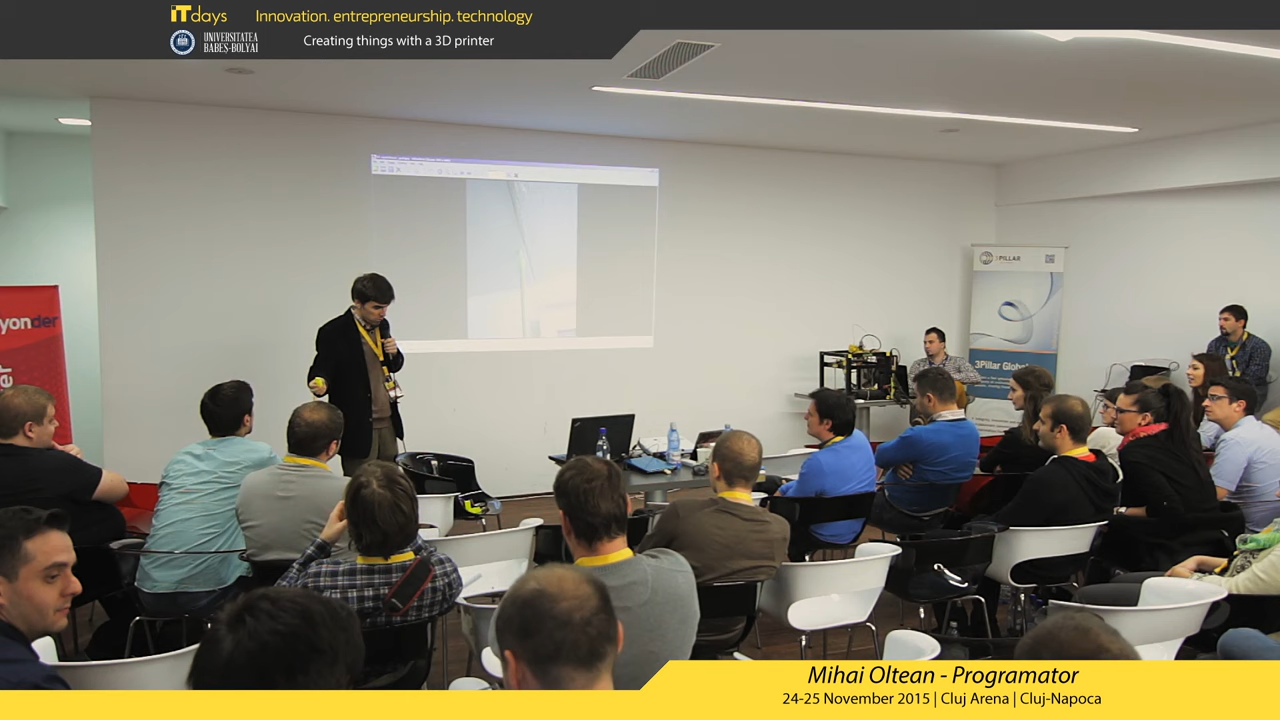 iTdays
Innovation. entrepreneurship. technology
UNIVERSITATEA
BABEȘ-BOLYAI
Creating things with a 3D printer
3PILLAR
yonder
3Pillar Global
Mihai Oltean - Programator
24-25 November 2015 | Cluj Arena | Cluj-Napoca